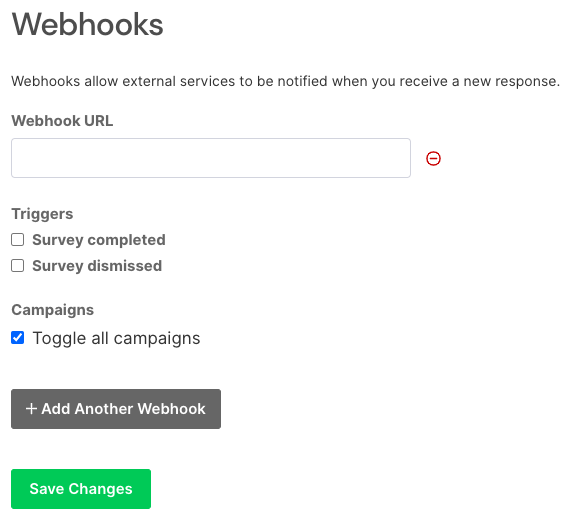 Webhooks
Webhooks allow external services to be notified when you receive a new response.
Webhook URL
Triggers
Survey completed
Survey dismissed
Campaigns
Toggle all campaigns
+ Add Another Webhook
Save Changes